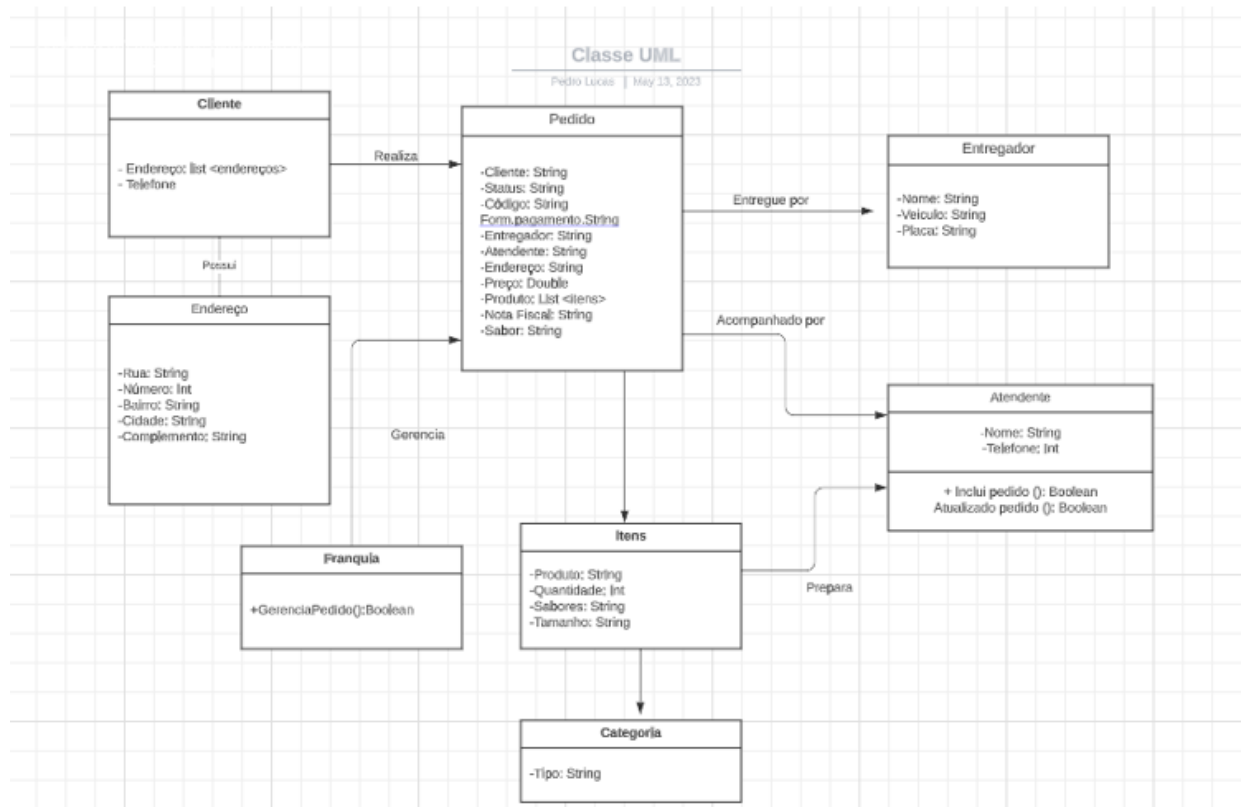 Classe UML
Pedro Lucas | May 13, 2023
Cliente
- Endereço: list <endereços>
- Telefone
Realiza
Possui
Endereço
-Rua: String
-Número: Int
-Bairro: String
-Cidade: String
-Complemento: String
Pedido
-Cliente: String
-Status: String
-Código: String
Form.pagamento.String
-Entregador: String
-Atendente: String
-Endereço: String
-Preço: Double
-Produto: List <itens>
-Nota Fiscal: String
-Sabor: String
Entregue por
Entregador
-Nome: String
-Veiculo: String
-Placa: String
Acompanhado por
Atendente
-Nome: String
-Telefone: Int
+ Inclui pedido (): Boolean
Atualizado pedido (): Boolean
Gerencia
Franquia
+GerenciaPedido():Boolean
Itens
-Produto: String
-Quantidade: Int
-Sabores: String
-Tamanho: String
Prepara
Categoria
-Tipo: String